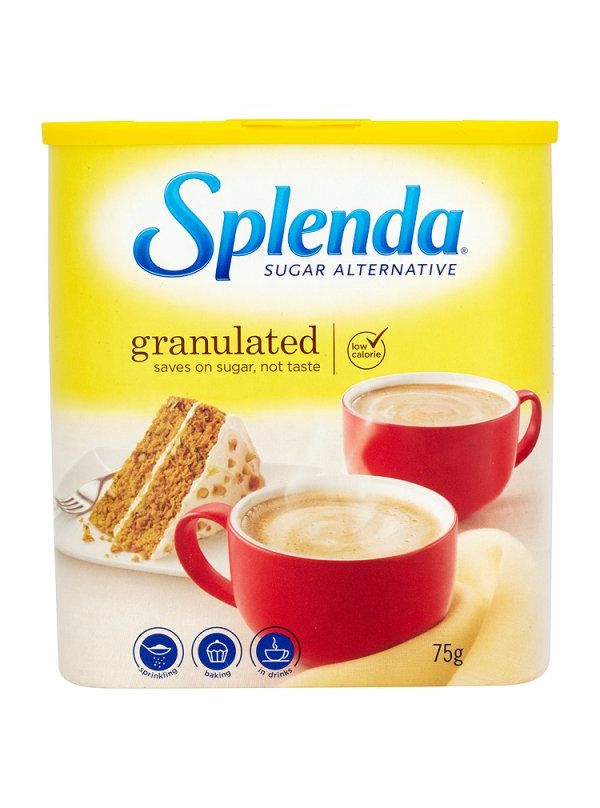 Splenda®
SUGAR ALTERNATIVE
granulated
saves on sugar, not taste
low
calorie
sprinkling
baking
in drinks
75g